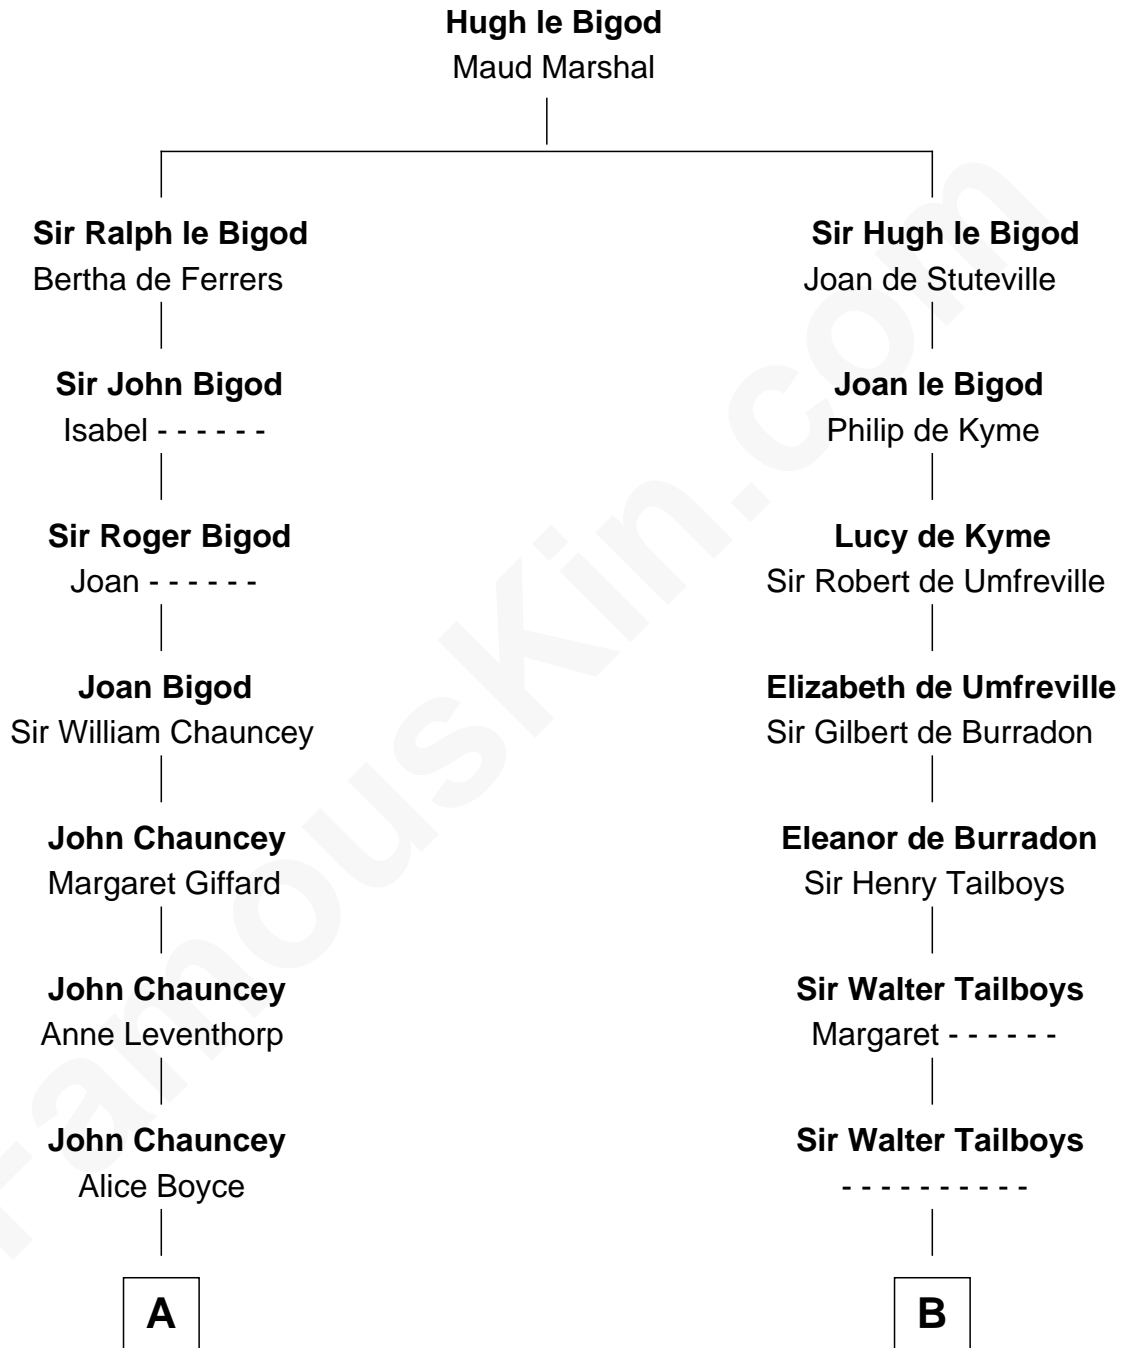 Hugh le Bigod
Maud Marshal
Sir Ralph le Bigod
Bertha de Ferrers
Sir John Bigod
Isabel - - - - - -
Sir Roger Bigod
Joan - - - - - -
Joan Bigod
Sir William Chauncey
John Chauncey
Margaret Giffard
John Chauncey
Anne Leventhorp
John Chauncey
Alice Boyce
A
Sir Hugh le Bigod
Joan de Stuteville
Joan le Bigod
Philip de Kyme
Lucy de Kyme
Sir Robert de Umfreville
Elizabeth de Umfreville
Sir Gilbert de Burradon
Eleanor de Burradon
Sir Henry Tailboys
Sir Walter Tailboys
Margaret - - - - - -
Sir Walter Tailboys
- - - - - - - - - -
B
FamousKin.com